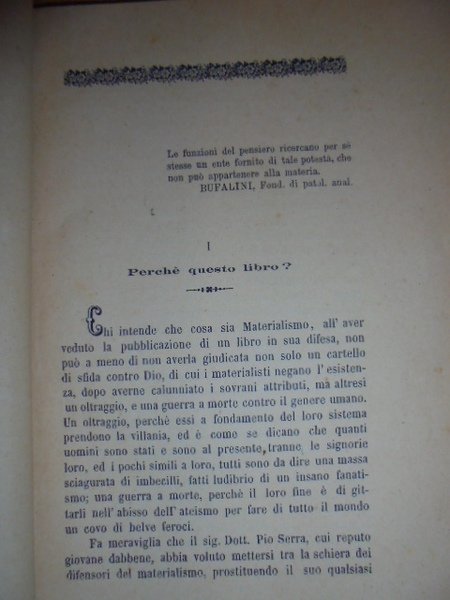 Le funzioni del pensiero ricercano per sè
stesse un ente fornito di tale potestà, che
non può appartenere alla materia.
BUFALINI, Fond. di patol. anal.
I
Perchè questo libro?
Chi intende che cosa sia Materialismo, all' aver
veduto la pubblicazione di un libro in sua difesa, non
può a meno di non averla giudicata non solo un cartello
di sfida contro Dio, di cui i materialisti negano l' esisten-
za, dopo averne calunniato i sovrani attributi, mà altresì
un oltraggio, e una guerra a morte contro il genere umano.
Un oltraggio, perchè essi a fondamento del loro sistema
prendono la villania, ed è come se dicano che quanti
uomini sono stati e sono al presente, tranne le signorie
loro, ed i pochi simili a loro, tutti sono da dire una massa
sciagurata di imbecilli, fatti ludibrio di un insano fanati-
smo; una guerra a morte, perchè il loro fine è di git-
tarli nell' abisso dell' ateismo per fare di tutto il mondo
un covo di belve feroci.
Fa meraviglia che il sig. Dott. Pio Serra, cui reputo
giovane dabbene, abbia voluto mettersi tra la schiera dei
difensori del materialismo, prostituendo il suo qualsiasi